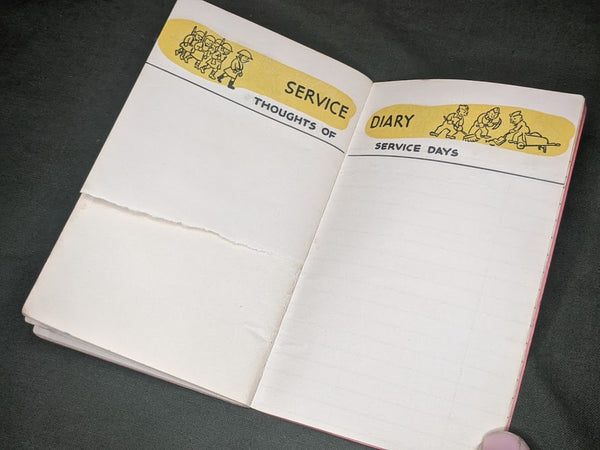 SERVICE
THOUGHTS OF
DIARY
SERVICE DAYS